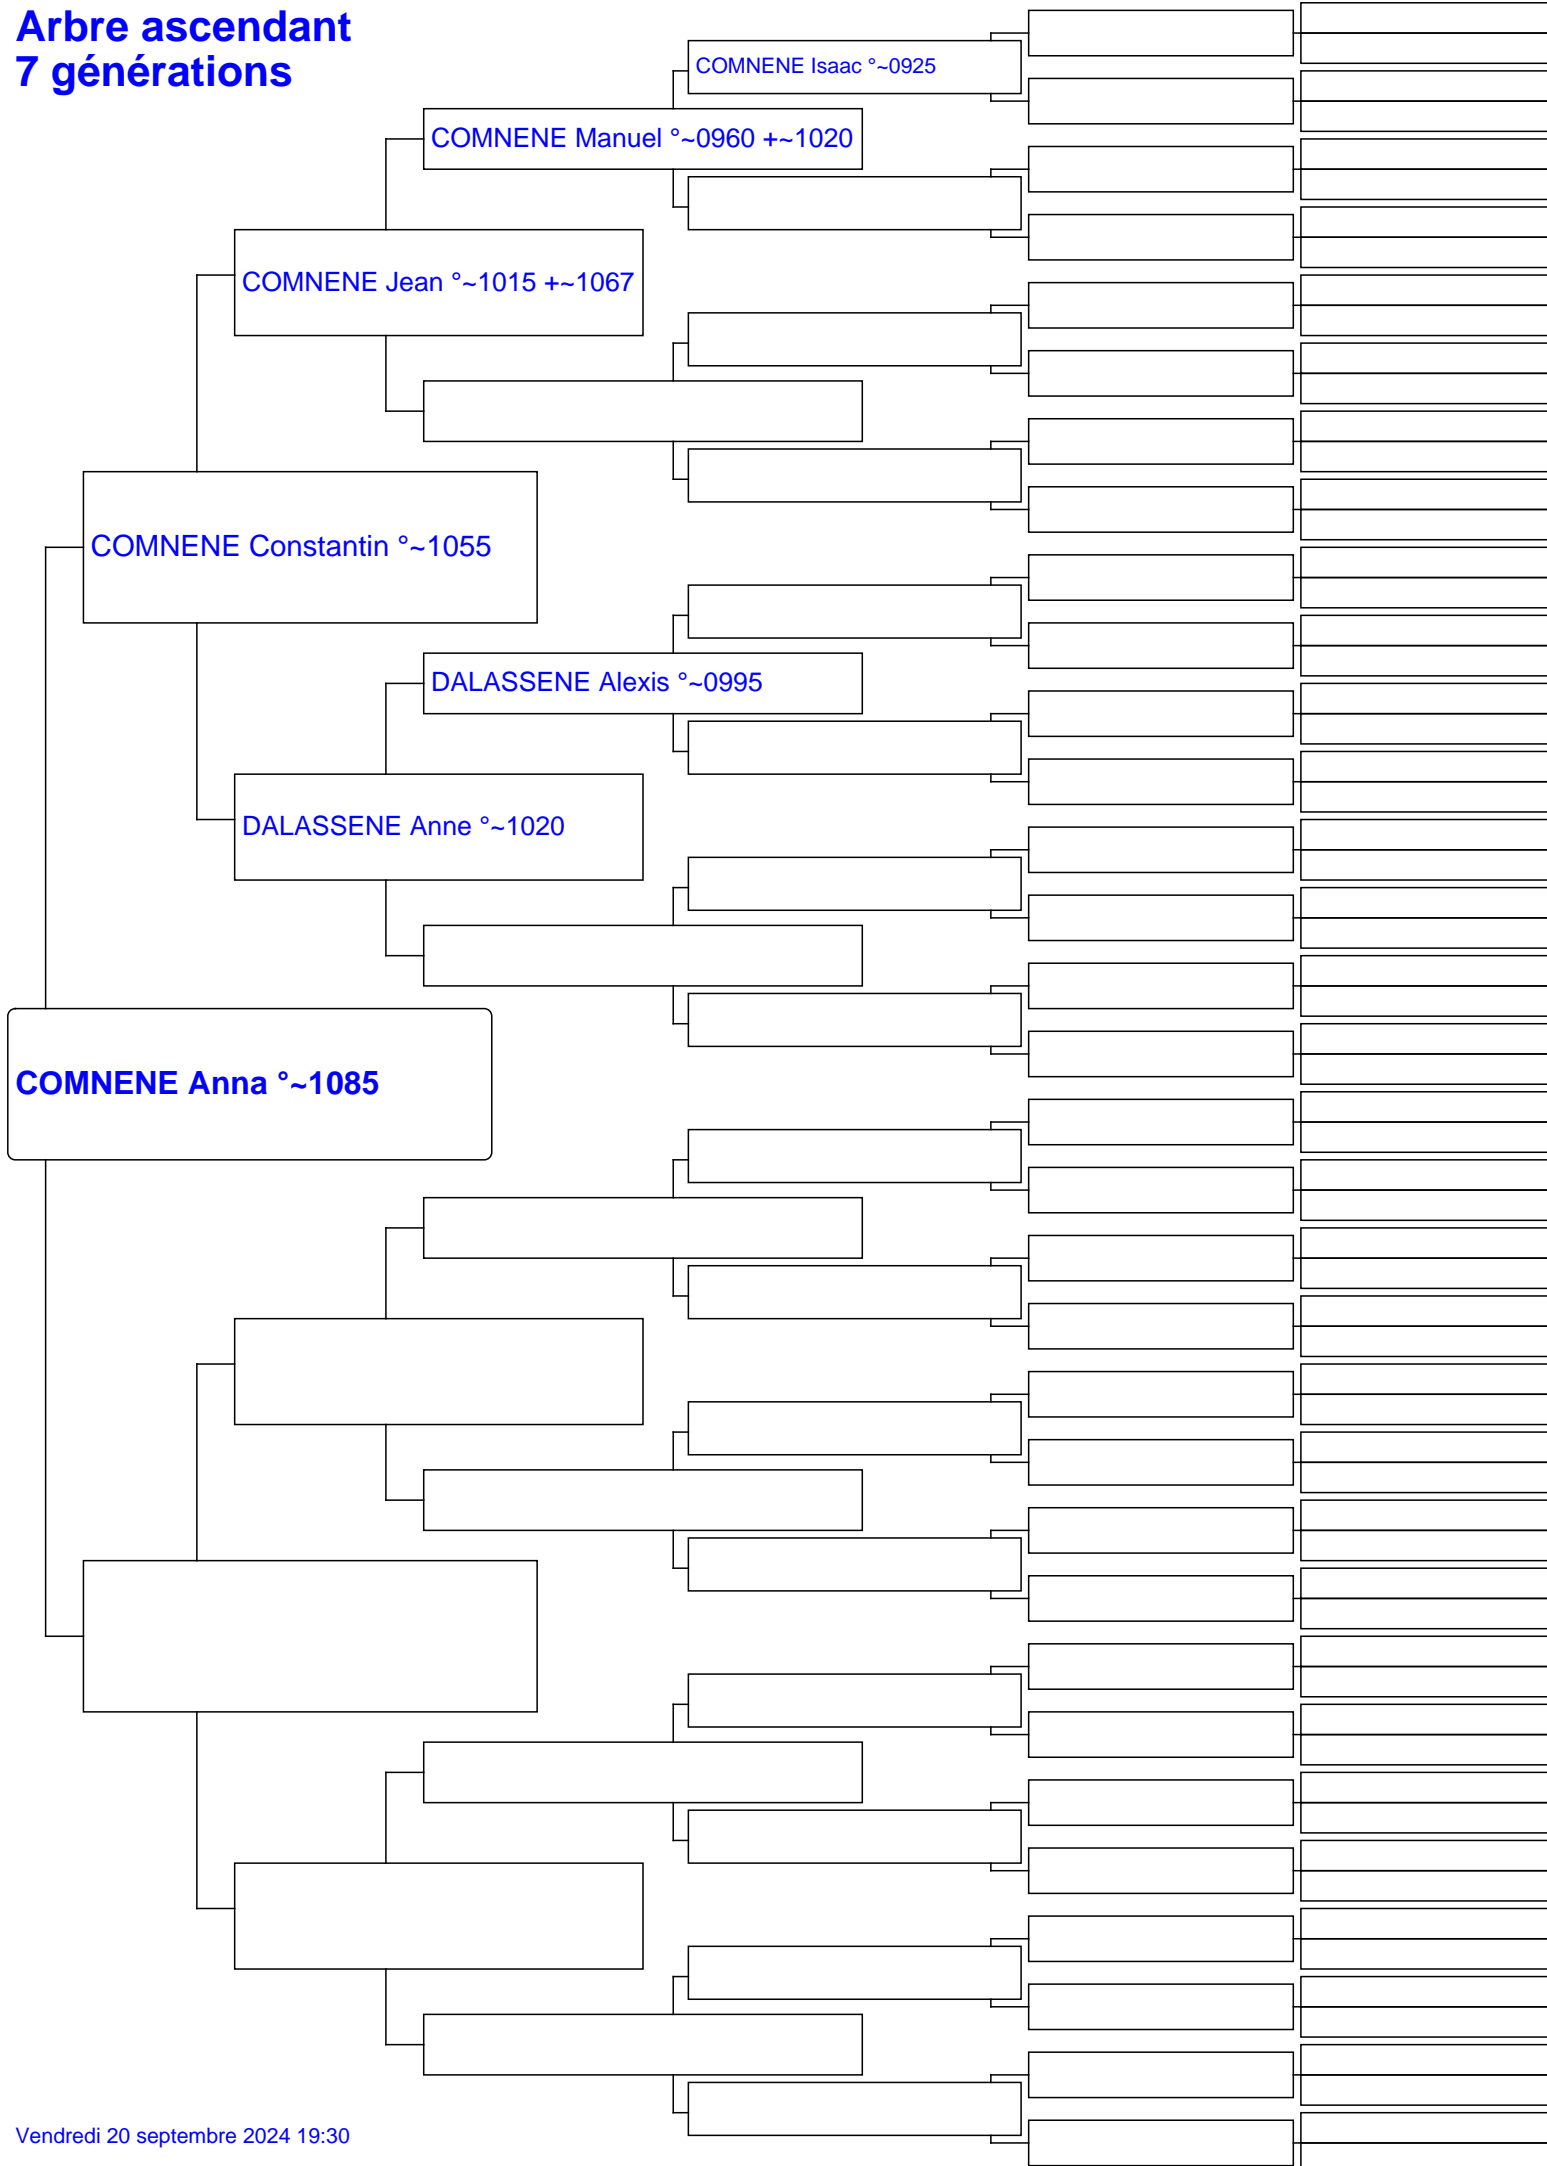 Arbre ascendant
7 générations
COMNENE Isaac °~0925
COMNENE Manuel °~0960 +~1020
COMNENE Jean °~1015 +~1067
COMNENE Constantin °~1055
DALASSENE Alexis °~0995
DALASSENE Anne °~1020
COMNENE Anna °~1085
Vendredi 20 septembre 2024 19:30